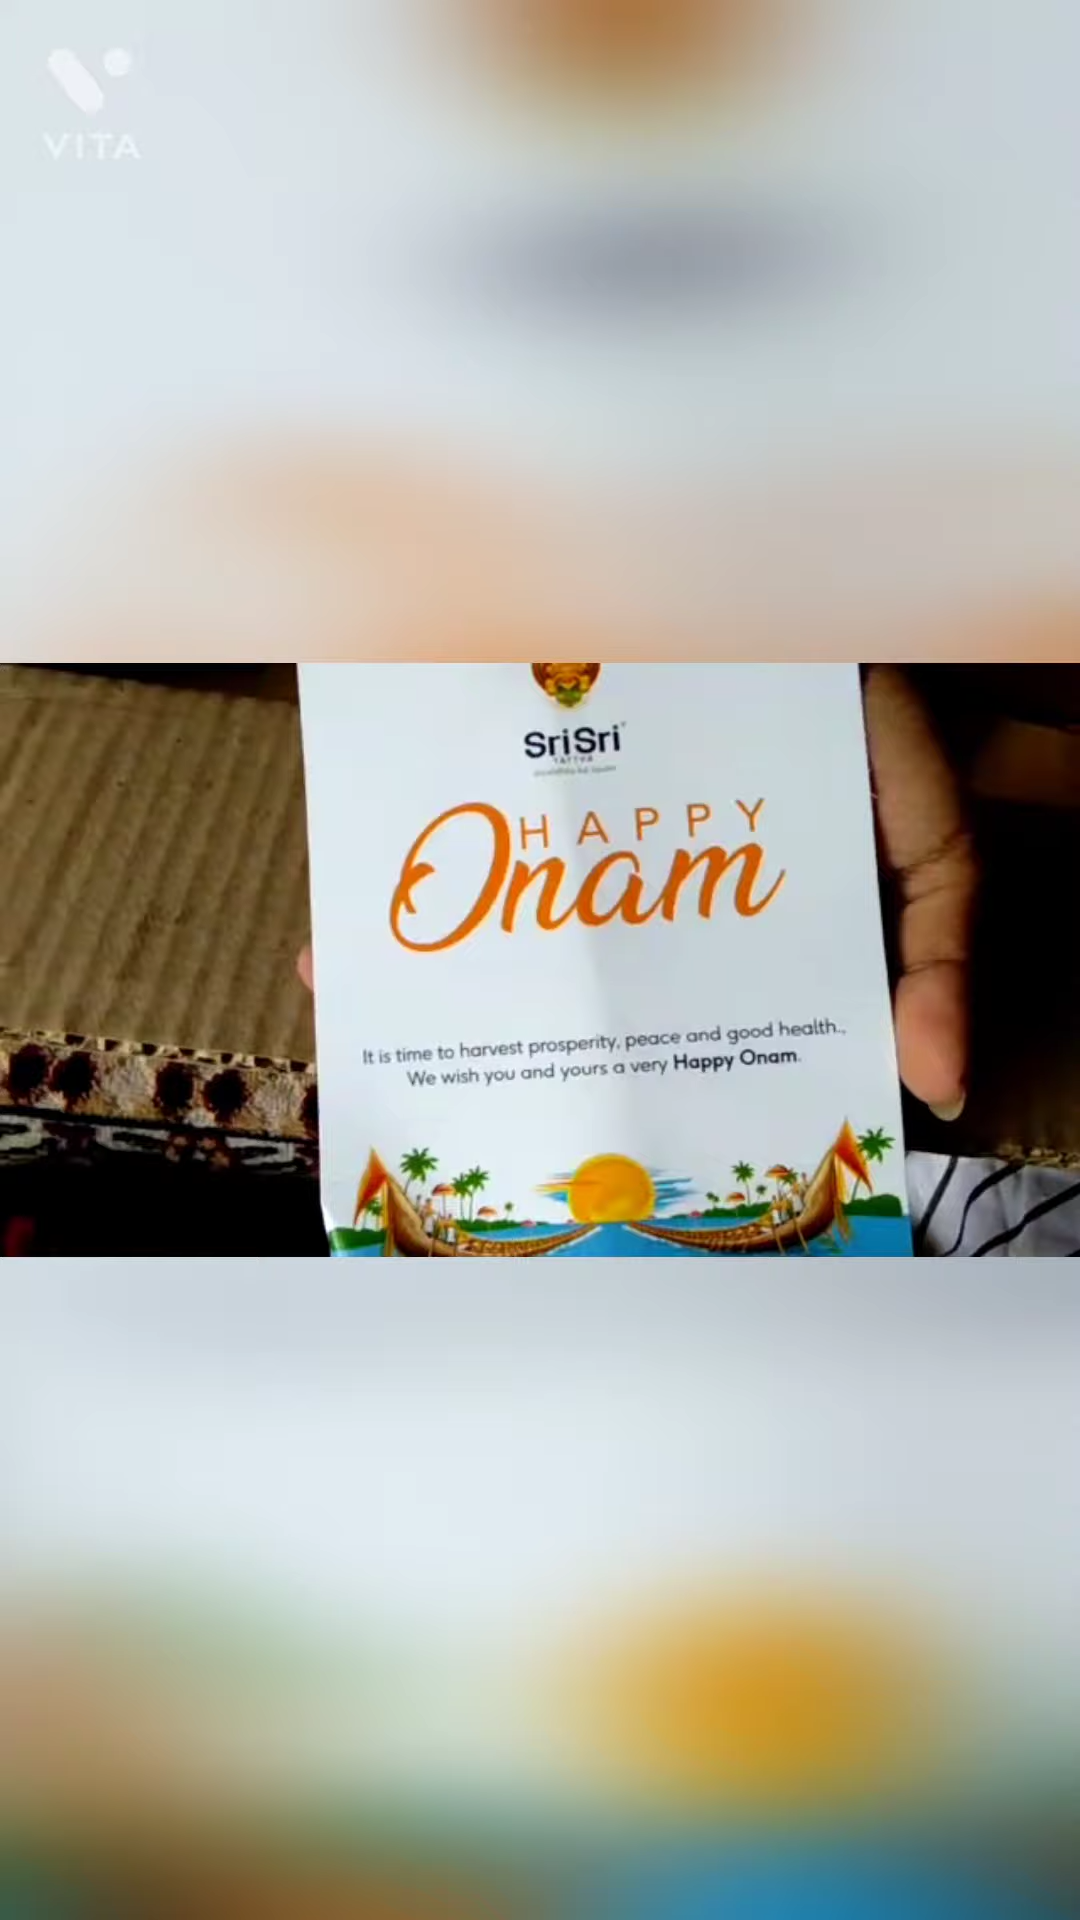 VITA
SriSri
TATTVA
HAPPY
Onam
It is time to harvest prosperity, peace and good health.,
We wish you and yours a very Happy Onam.